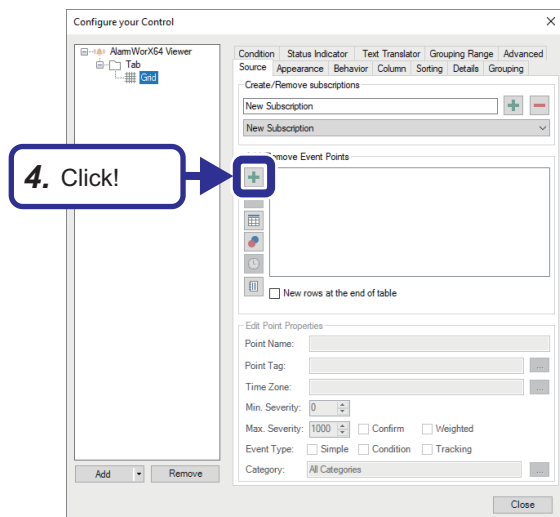 Configure your Control
AlarmWorX64 Viewer
Tab
Grid
Add
Remove
Condition Status Indicator Text Translator Grouping Range Advanced
Source Appearance Behavior Column Sorting Details Grouping
Create/Remove subscriptions
New Subscription
New Subscription
Remove Event Points
4. Click!
New rows at the end of table
Edit Point Properties
Point Name:
Point Tag:
...
Time Zone:
...
Min. Severity: 0
Max. Severity: 1000 Confirm Weighted
Event Type: Simple Condition Tracking
Category: All Categories
...
Close